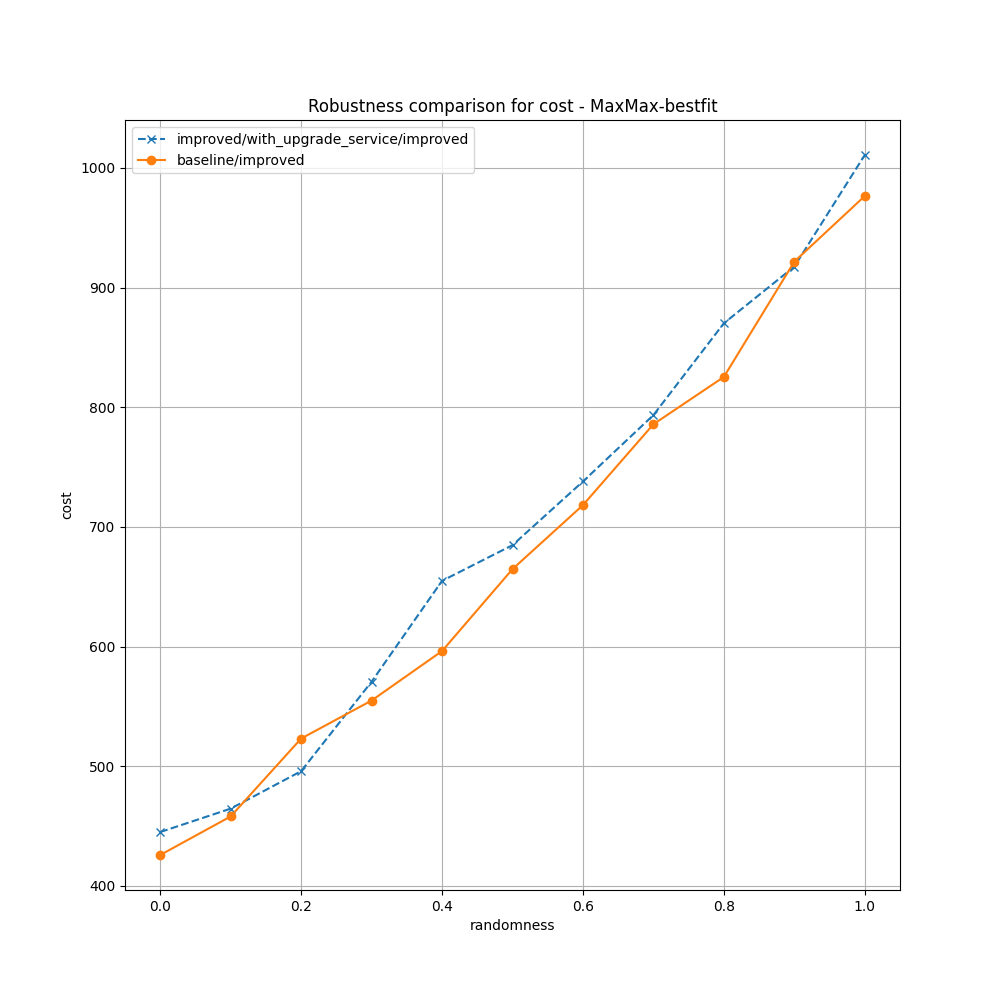 Robustness comparison for cost - MaxMax-bestfit
improved/with_upgrade_service/improved
baseline/improved
1000
900
800
700
600
500
400
cost
0.0 0.2 0.4 0.6 0.8 1.0
randomness